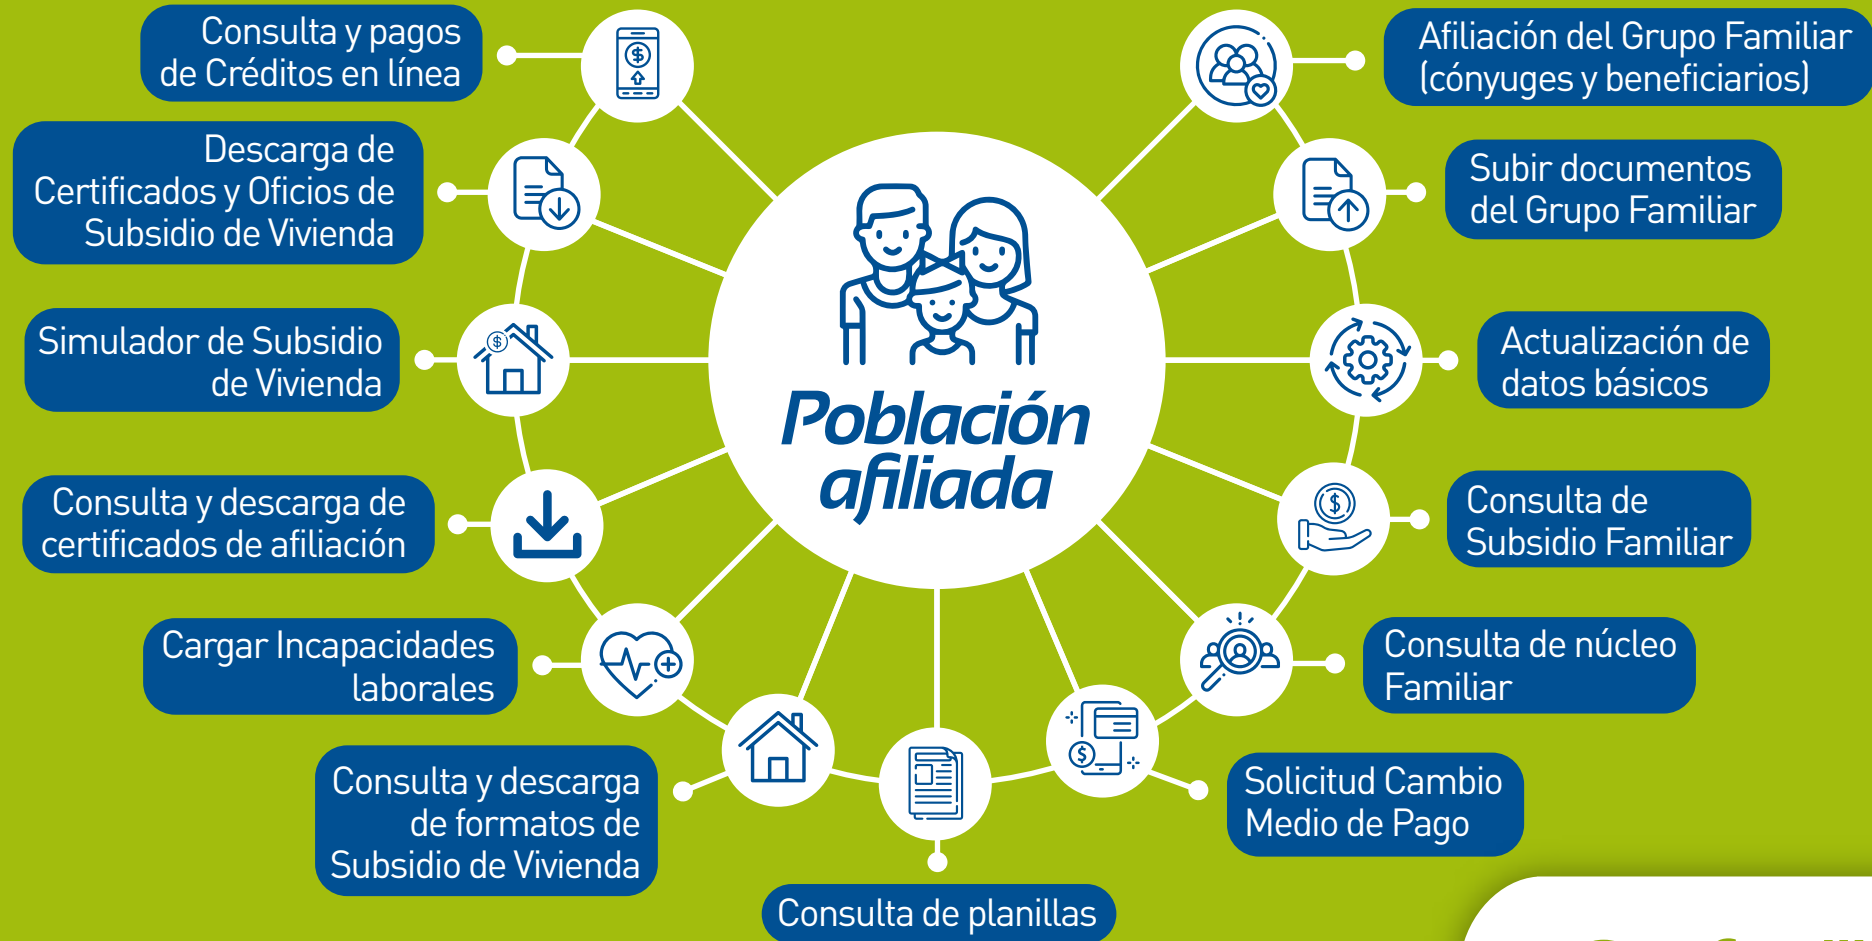 Consulta y pagos
de Créditos en línea
Descarga de
Certificados y Oficios de
Subsidio de Vivienda
Simulador de Subsidio
de Vivienda
Consulta y descarga de
certificados de afiliación
Cargar Incapacidades
laborales
Consulta y descarga
de formatos de
Subsidio de Vivienda
Consulta de planillas
Población
afiliada
Afiliación del Grupo Familiar
(cónyuges y beneficiarios)
Subir documentos
del Grupo Familiar
Actualización de
datos básicos
Consulta de
Subsidio Familiar
Consulta de núcleo
Familiar
Solicitud Cambio
Medio de Pago